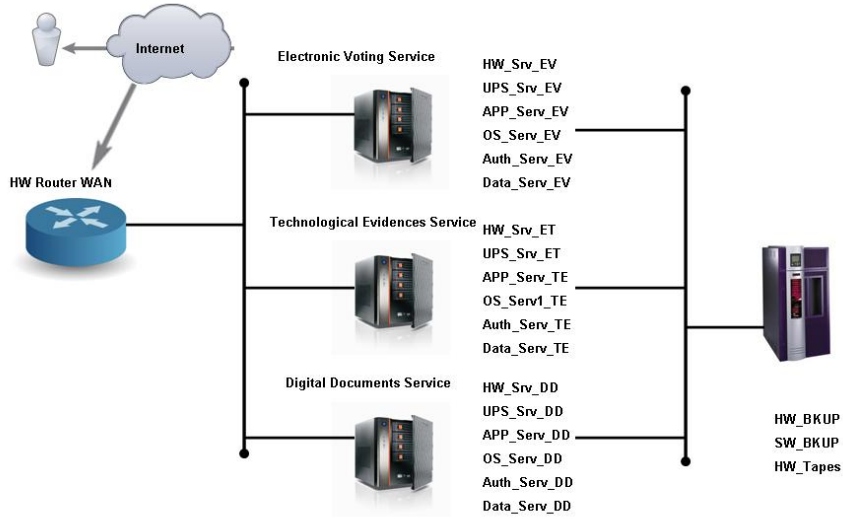 Internet
Electronic Voting Service
HW_Srv_EV
UPS_Srv_EV
APP_Serv_EV
OS_Serv_EV
Auth_Serv_EV
Data_Serv_EV
HW Router WAN
Technological Evidences Service
HW_Srv_ET
UPS_Srv_ET
APP_Serv_TE
OS_Serv1_TE
Auth_Serv_TE
Data_Serv_TE
Digital Documents Service
HW_Srv_DD
UPS_Srv_DD
APP_Serv_DD
OS_Serv_DD
Auth_Serv_DD
Data_Serv_DD
HW_BKUP
SW_BKUP
HW_Tapes